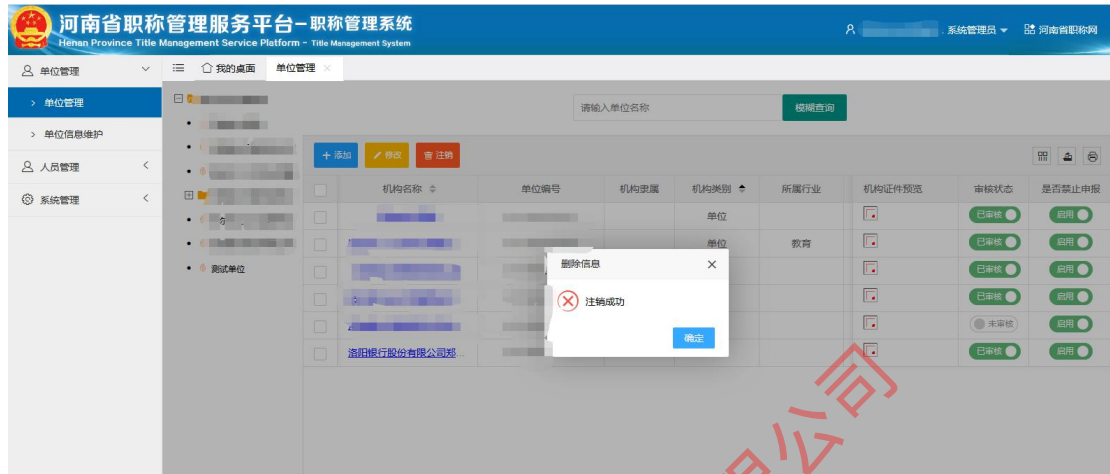 河南省职称管理服务平台-职称管理系统
Henan Province Title Management Service Platform - Title Management System
系统管理员
河南省职称网
单位管理
我的桌面
单位管理
单位管理
单位信息维护
人员管理
系统管理
测试单位
请输入单位名称
模糊查询
添加
修改
注销
机构名称
单位编号
机构隶属
机构类别
所属行业
机构证件预览
审核状态
是否禁止申报
单位
已审核
启用
单位
教育
已审核
启用
已审核
启用
已审核
启用
未审核
启用
洛阳银行股份有限公司郑...
已审核
启用
删除信息
注销成功
确定
限公司